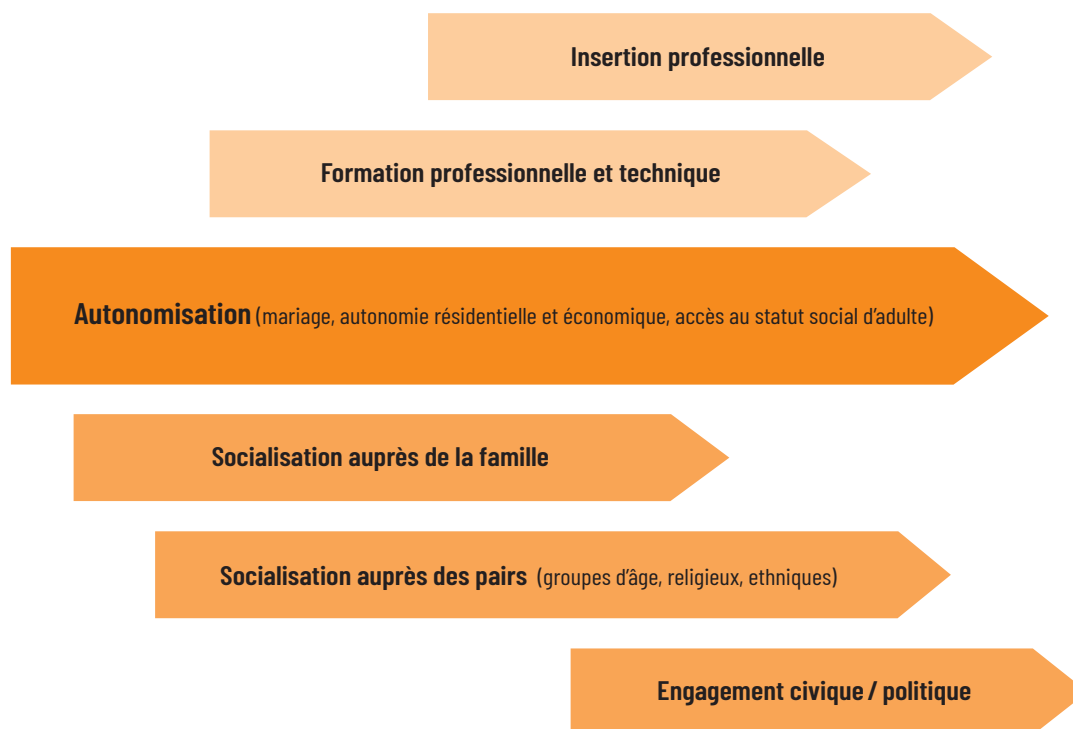 Insertion professionnelle
Formation professionnelle et technique
Autonomisation (mariage, autonomie résidentielle et économique, accès au statut social d’adulte)
Socialisation auprès de la famille
Socialisation auprès des pairs (groupes d’âge, religieux, ethniques)
Engagement civique / politique